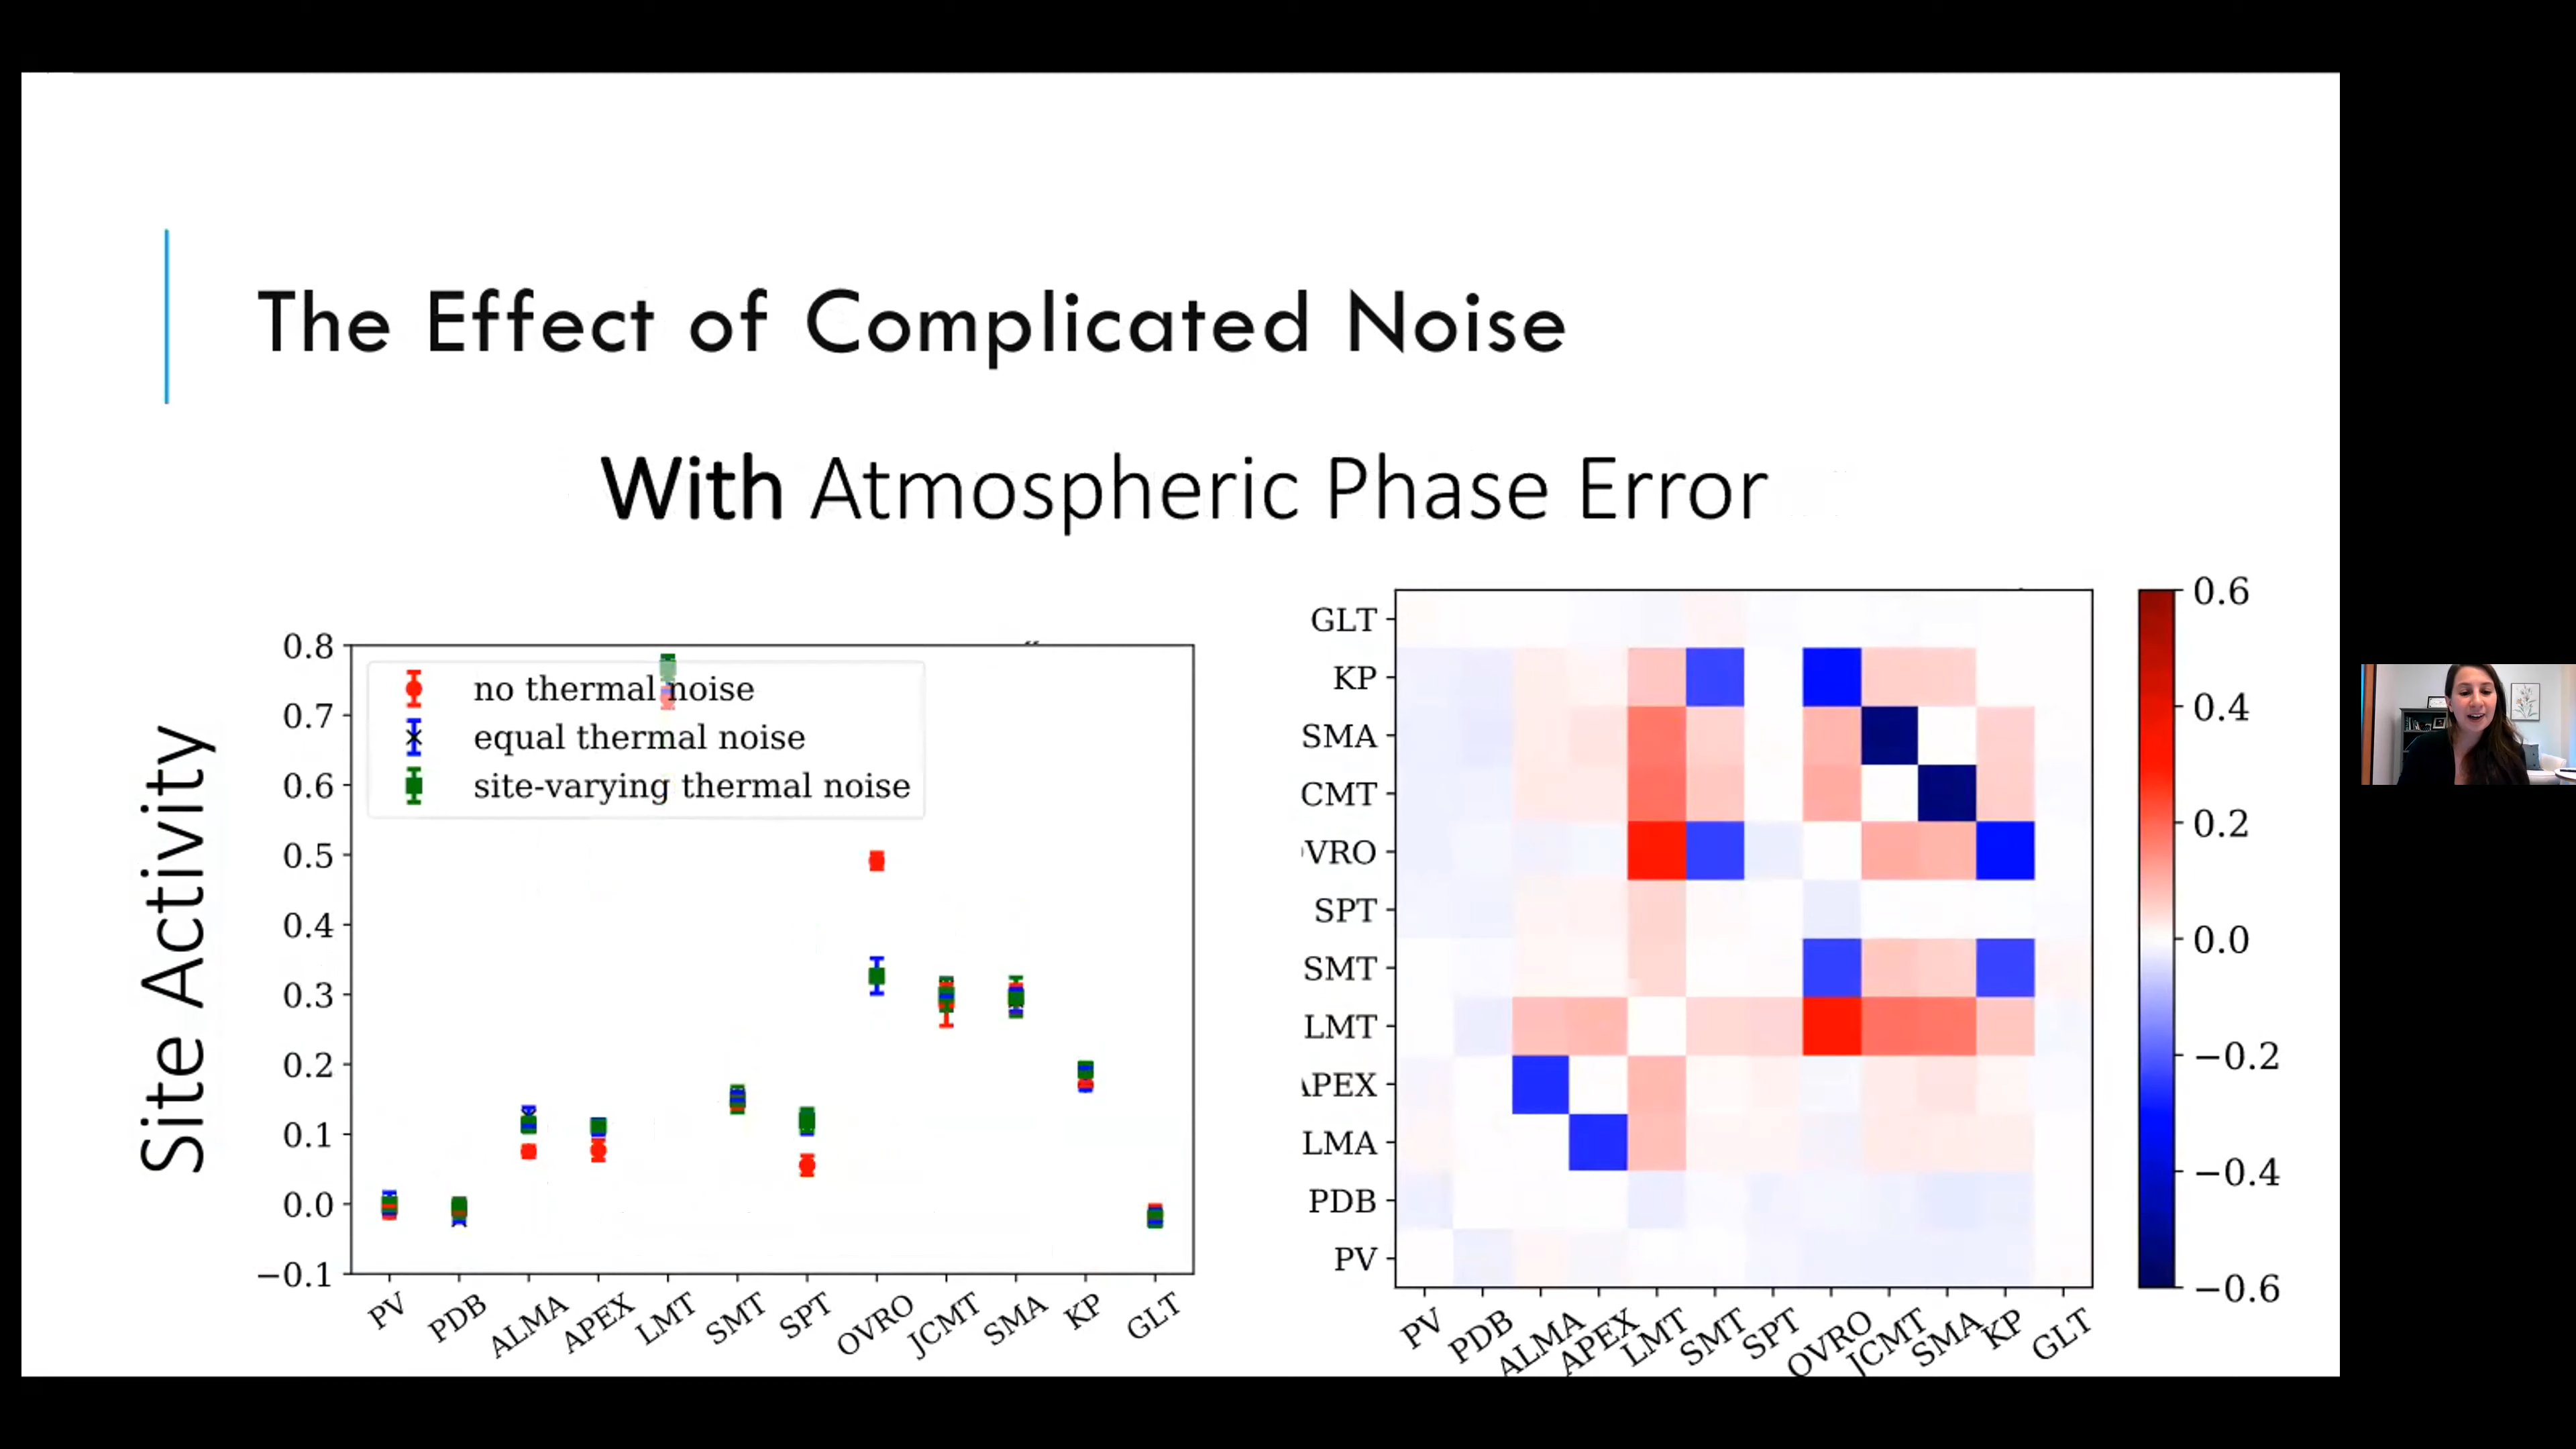 The Effect of Complicated Noise
With Atmospheric Phase Error
Site Activity
0.8
0.7
0.6
0.5
0.4
0.3
0.2
0.1
0.0
−0.1
no thermal noise
equal thermal noise
site-varying thermal noise
PV PDB ALMA APEX LMT SMT SPT OVRO JCMT SMA KP GLT
GLT
KP
SMA
CMT
VRO
SPT
SMT
LMT
APEX
LMA
PDB
PV
PV PDB ALMA APEX LMT SMT SPT OVRO JCMT SMA KP GLT
0.6
0.4
0.2
0.0
−0.2
−0.4
−0.6